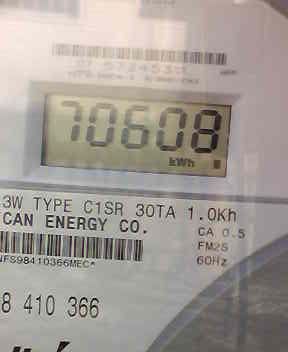 70608
kWh
3W TYPE C1SR 30TA 1.0Kh
CAN ENERGY CO.
CA 0.5
FM2S
60Hz
NFS98410366MEC*
8 410 366